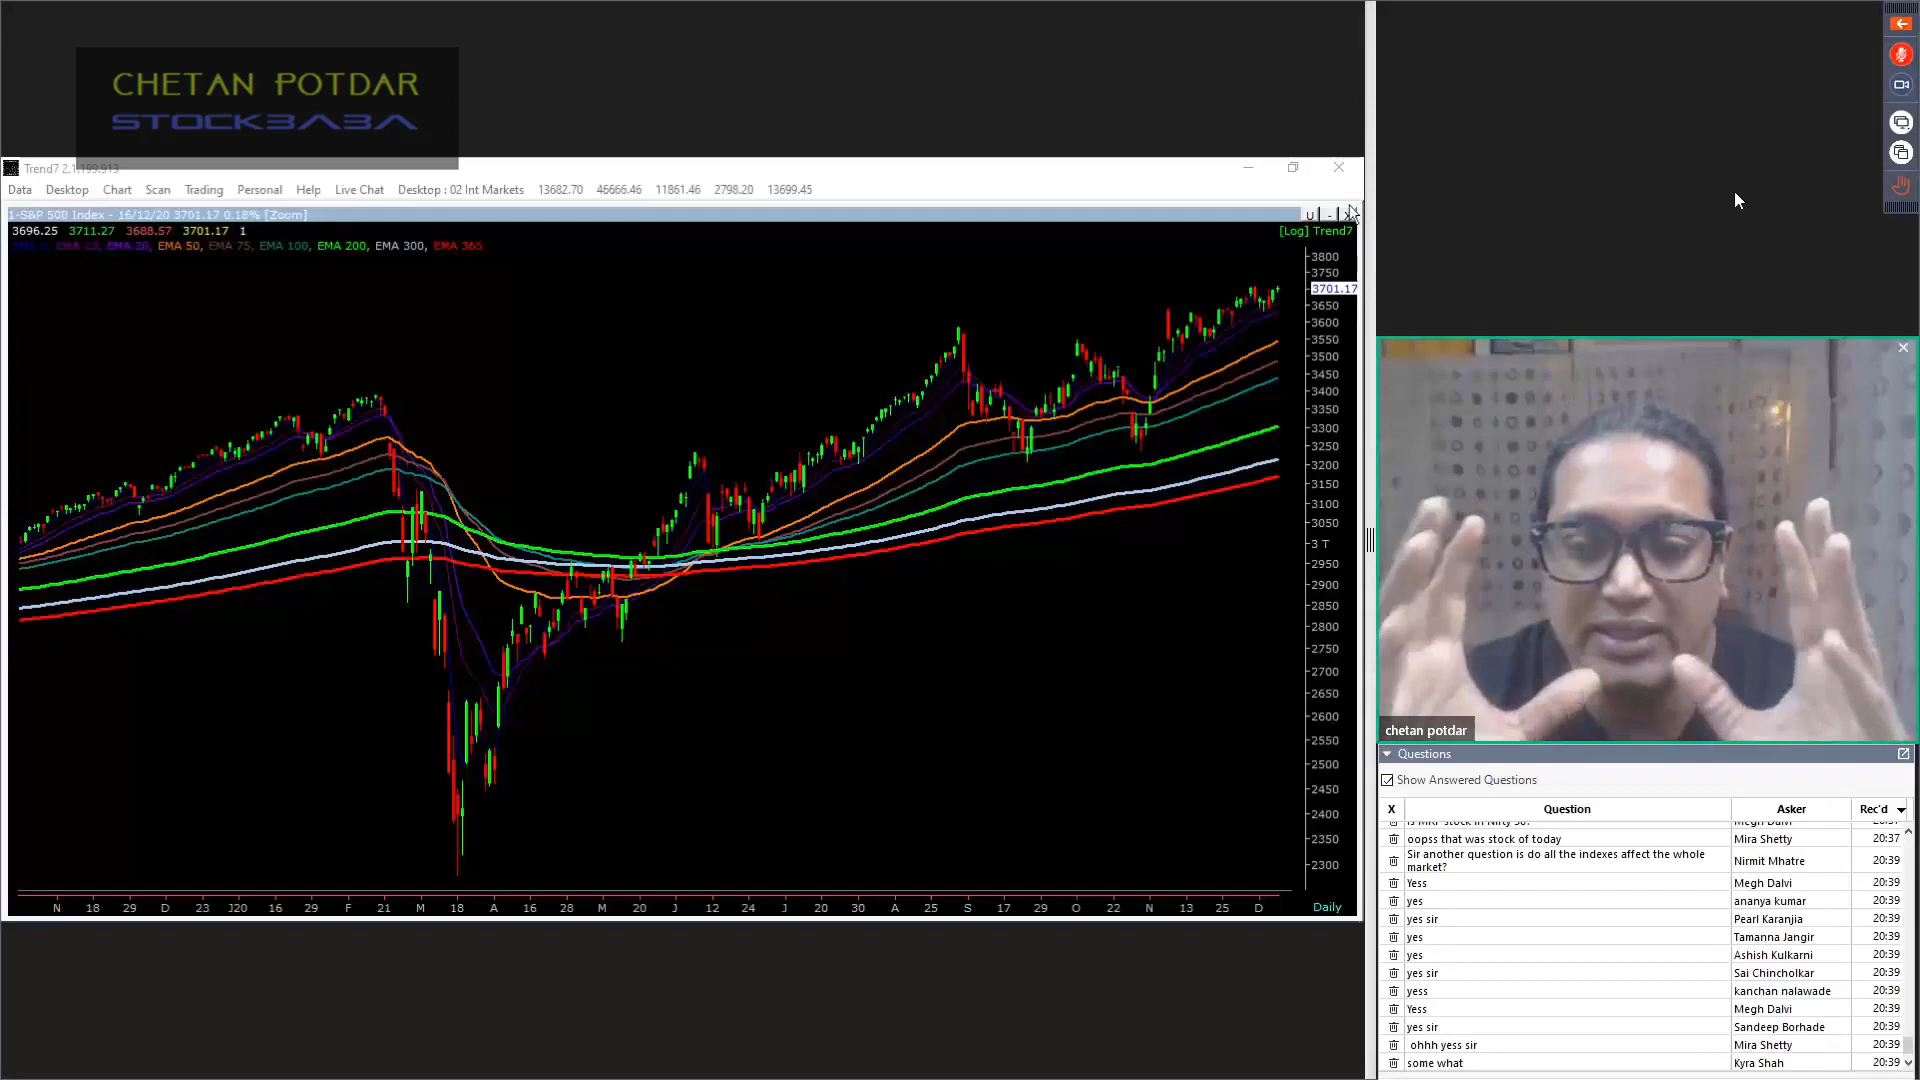 CHETAN POTDAR
STOCKBABA
Trend7 2.1.199.913
Data Desktop Chart Scan Trading Personal Help Live Chat Desktop : 02 Int Markets 13682.70 46666.46 11861.46 2798.20 13699.45
1-S&P 500 Index - 16/12/20 3701.17 0.18% [Zoom]
U - X
3696.25 3711.27 3688.57 3701.17 1
[Log] Trend7
EMA 20, EMA 50, EMA 75, EMA 100, EMA 200, EMA 300, EMA 365
3800
3750
3701.17
3650
3600
3550
3500
3450
3400
3350
3300
3250
3200
3150
3100
3050
3 T
2950
2900
2850
2800
2750
2700
2650
2600
2550
2500
2450
2400
2350
2300
N 18 29 D 23 J20 16 29 F 21 M 18 A 16 28 M 20 J 12 24 J 20 30 A 25 S 17 29 O 22 N 13 25 D
Daily
chetan potdar
Questions
Show Answered Questions
X Question Asker Rec'd
oopss that was stock of today Mira Shetty 20:37
Sir another question is do all the indexes affect the whole
market? Nirmit Mhatre 20:39
Yess Megh Dalvi 20:39
yes ananya kumar 20:39
yes sir Pearl Karanjia 20:39
yes Tamanna Jangir 20:39
yes Ashish Kulkarni 20:39
yes sir Sai Chincholkar 20:39
yess kanchan nalawade 20:39
Yess Megh Dalvi 20:39
yes sir Sandeep Borhade 20:39
ohhh yess sir Mira Shetty 20:39
some what Kyra Shah 20:39